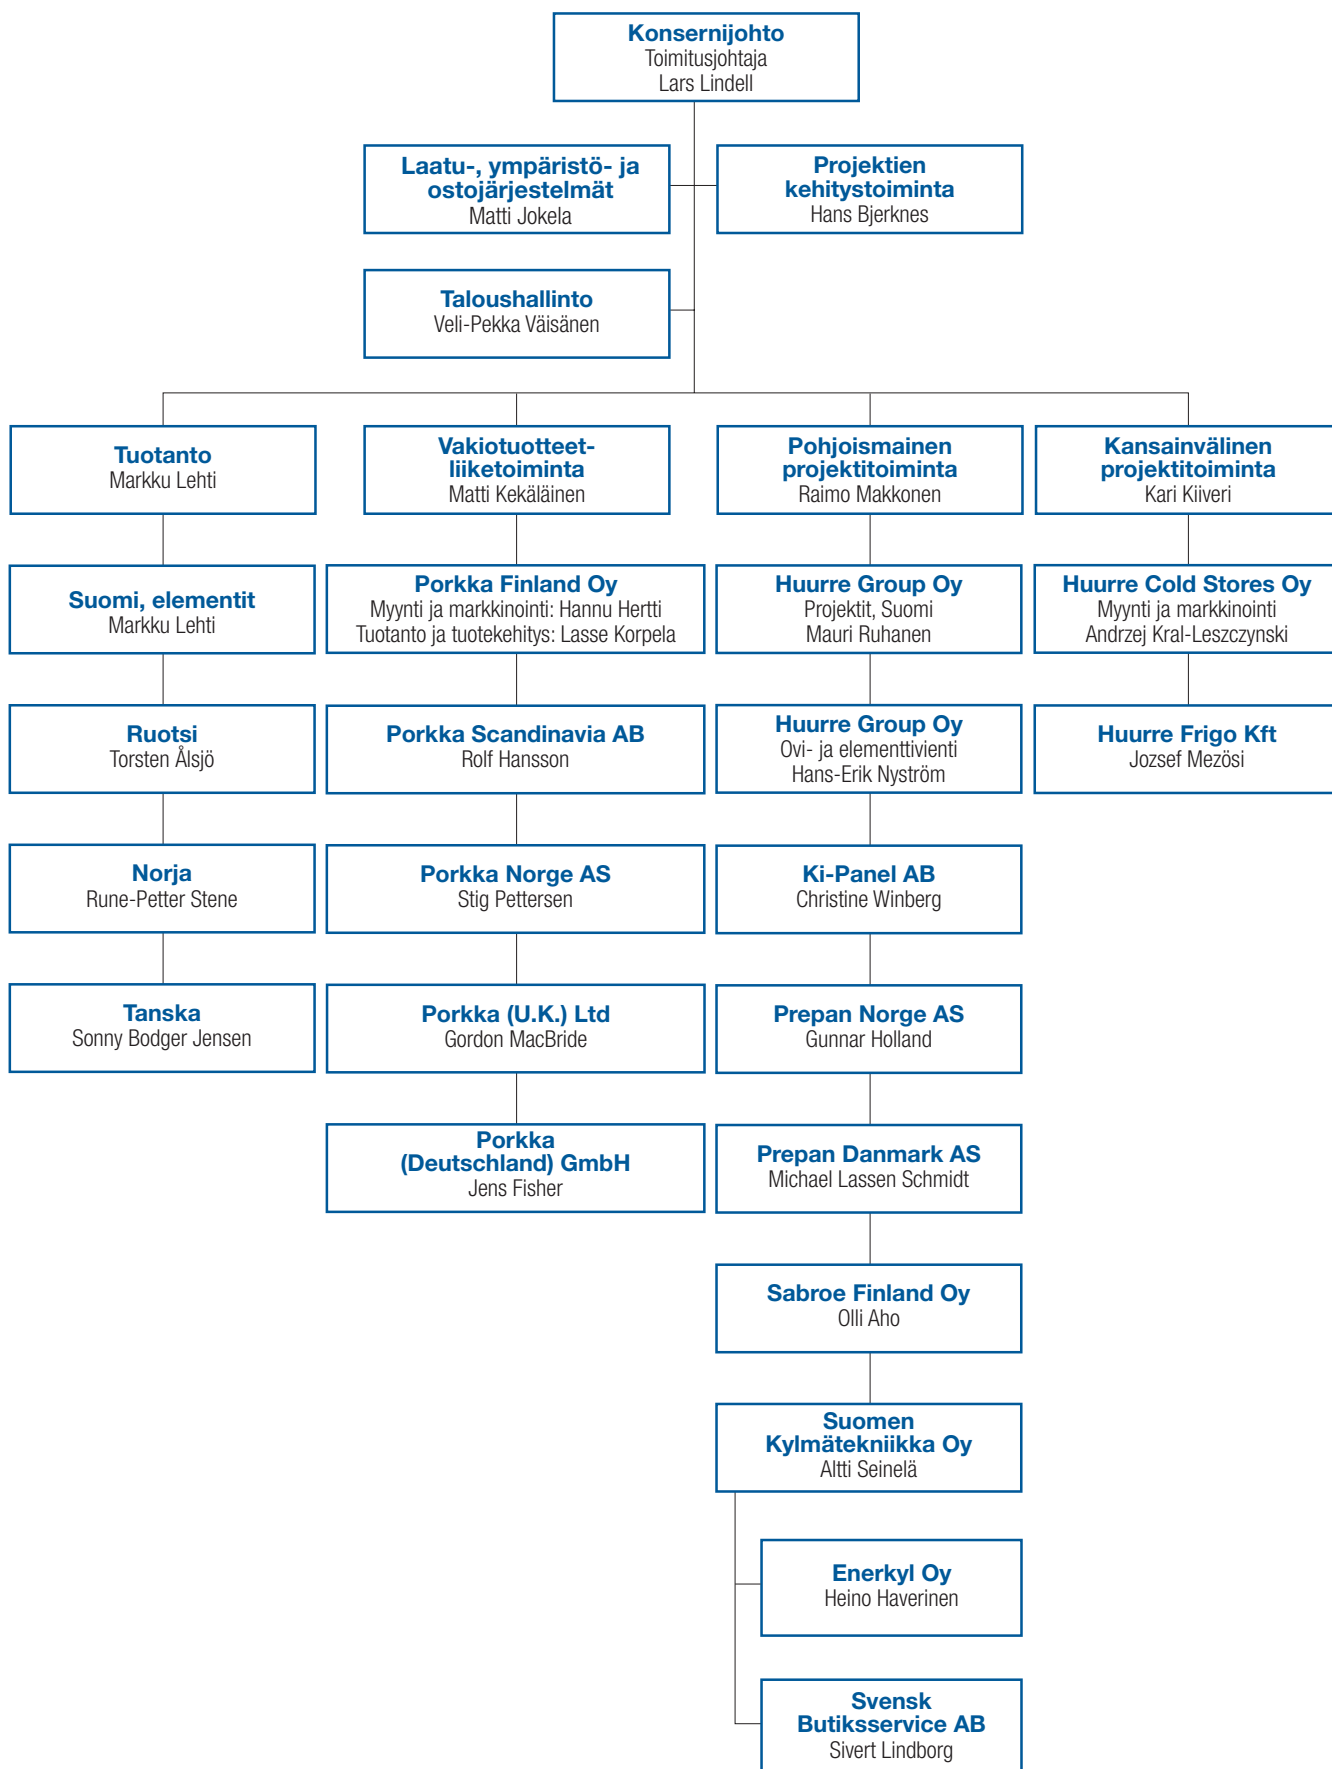 Konsernijohto
Toimitusjohtaja
Lars Lindell
Laatu-, ympäristö- ja
ostojärjestelmät
Matti Jokela
Projektien
kehitystoiminta
Hans Bjerknes
Taloushallinto
Veli-Pekka Väisänen
Tuotanto
Markku Lehti
Vakiotuotteet-
liiketoiminta
Matti Kekäläinen
Pohjoismainen
projektitoiminta
Raimo Makkonen
Kansainvälinen
projektitoiminta
Kari Kiiveri
Suomi, elementit
Markku Lehti
Porkka Finland Oy
Myynti ja markkinointi: Hannu Hertti
Tuotanto ja tuotekehitys: Lasse Korpela
Huurre Group Oy
Projektit, Suomi
Mauri Ruhanen
Huurre Cold Stores Oy
Myynti ja markkinointi
Andrzej Kral-Leszczynski
Ruotsi
Torsten Ålsjö
Porkka Scandinavia AB
Rolf Hansson
Huurre Group Oy
Ovi- ja elementtivienti
Hans-Erik Nyström
Huurre Frigo Kft
Jozsef Mezösi
Norja
Rune-Petter Stene
Porkka Norge AS
Stig Pettersen
Ki-Panel AB
Christine Winberg
Tanska
Sonny Bodger Jensen
Porkka (U.K.) Ltd
Gordon MacBride
Prepan Norge AS
Gunnar Holland
Porkka
(Deutschland) GmbH
Jens Fisher
Prepan Danmark AS
Michael Lassen Schmidt
Sabroe Finland Oy
Olli Aho
Suomen
Kylmätekniikka Oy
Altti Seinelä
Enerkyl Oy
Heino Haverinen
Svensk
Butiksservice AB
Sivert Lindborg